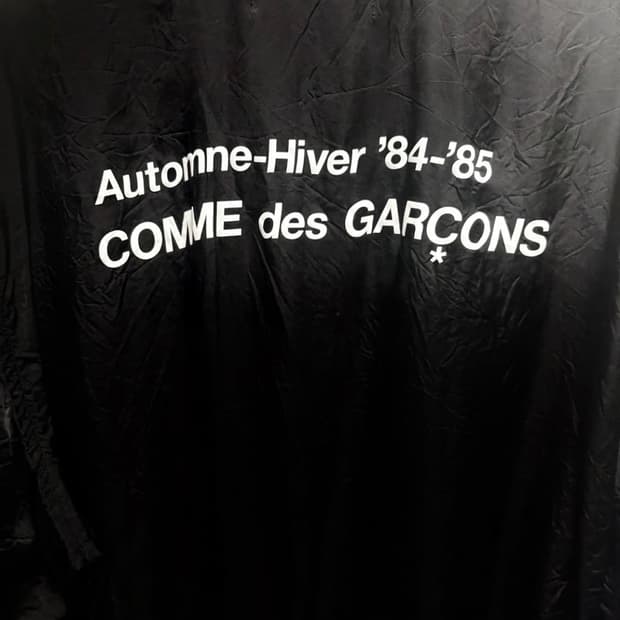 Automne-Hiver '84-'85
COMME des GARÇONS
*